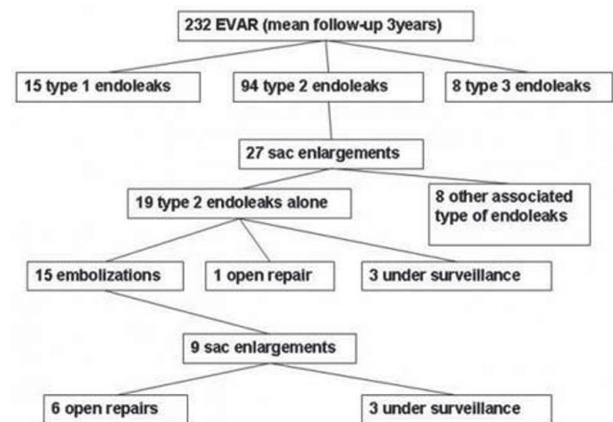 232 EVAR (mean follow-up 3years)
15 type 1 endoleaks
94 type 2 endoleaks
8 type 3 endoleaks
27 sac enlargements
19 type 2 endoleaks alone
8 other associated
type of endoleaks
15 embolizations
1 open repair
3 under surveillance
9 sac enlargements
6 open repairs
3 under surveillance